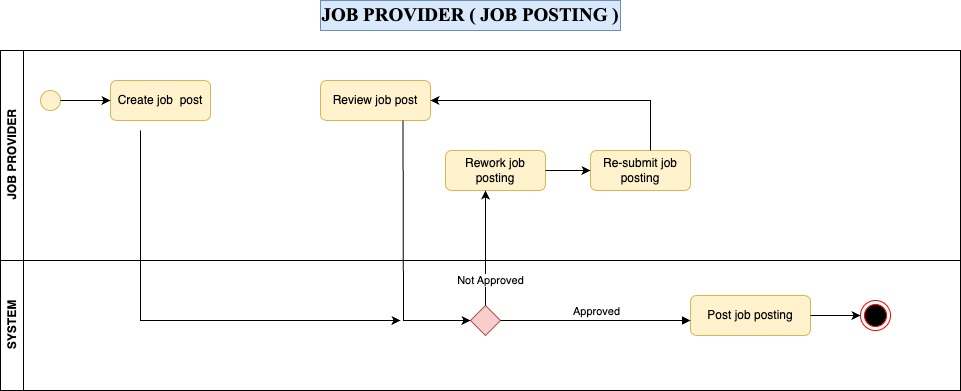 JOB PROVIDER ( JOB POSTING )
JOB PROVIDER
Create job  post
Review job post
Rework job
posting
Re-submit job
posting
SYSTEM
Not Approved
Approved
Post job posting